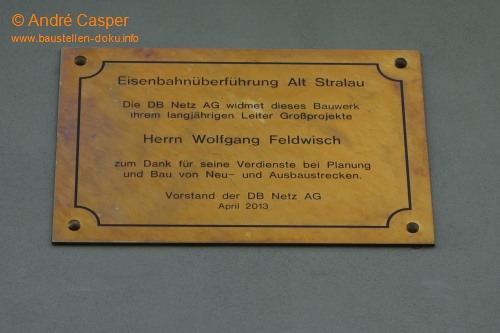 © André Casper
www.baustellen-doku.info
Eisenbahnüberführung Alt Stralau
Die DB Netz AG widmet dieses Bauwerk
ihrem langjährigen Leiter Großprojekte
Herrn Wolfgang Feldwisch
zum Dank für seine Verdienste bei Planung
und Bau von Neu- und Ausbaustrecken.
Vorstand der DB Netz AG
April 2013